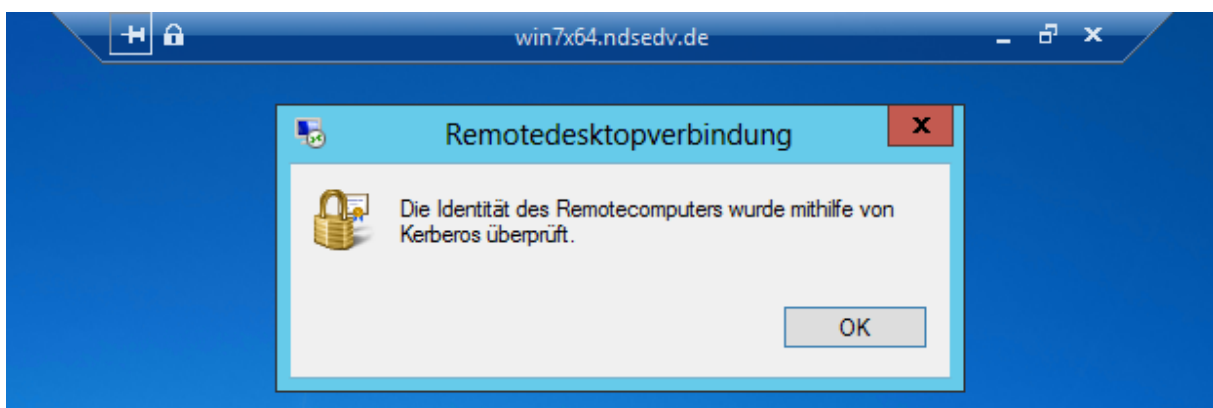 win7x64.ndsedv.de
Remotedesktopverbindung
Die Identität des Remotecomputers wurde mithilfe von
Kerberos überprüft.
OK